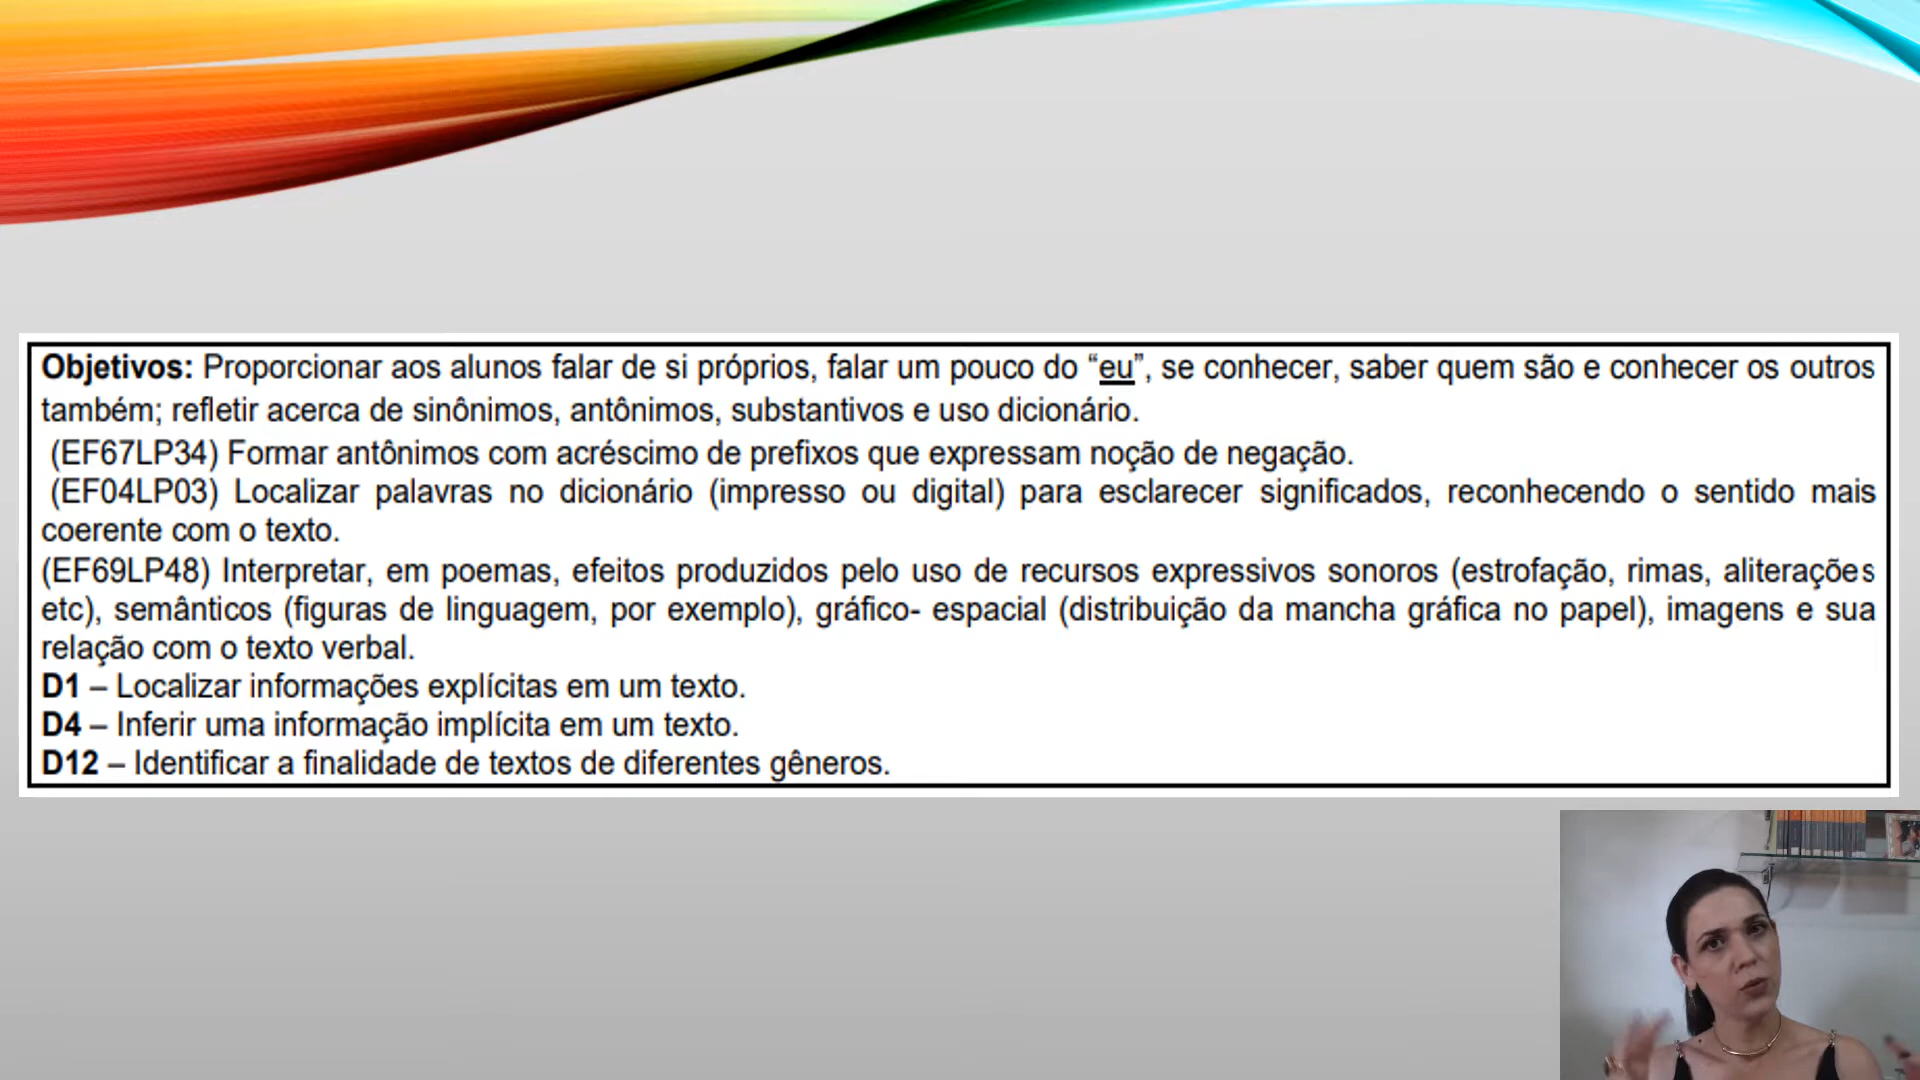 Objetivos: Proporcionar aos alunos falar de si próprios, falar um pouco do “eu”, se conhecer, saber quem são e conhecer os outros
também; refletir acerca de sinônimos, antônimos, substantivos e uso dicionário.
(EF67LP34) Formar antônimos com acréscimo de prefixos que expressam noção de negação.
(EF04LP03) Localizar palavras no dicionário (impresso ou digital) para esclarecer significados, reconhecendo o sentido mais
coerente com o texto.
(EF69LP48) Interpretar, em poemas, efeitos produzidos pelo uso de recursos expressivos sonoros (estrofação, rimas, aliterações
etc), semânticos (figuras de linguagem, por exemplo), gráfico- espacial (distribuição da mancha gráfica no papel), imagens e sua
relação com o texto verbal.
D1 – Localizar informações explícitas em um texto.
D4 – Inferir uma informação implícita em um texto.
D12 – Identificar a finalidade de textos de diferentes gêneros.